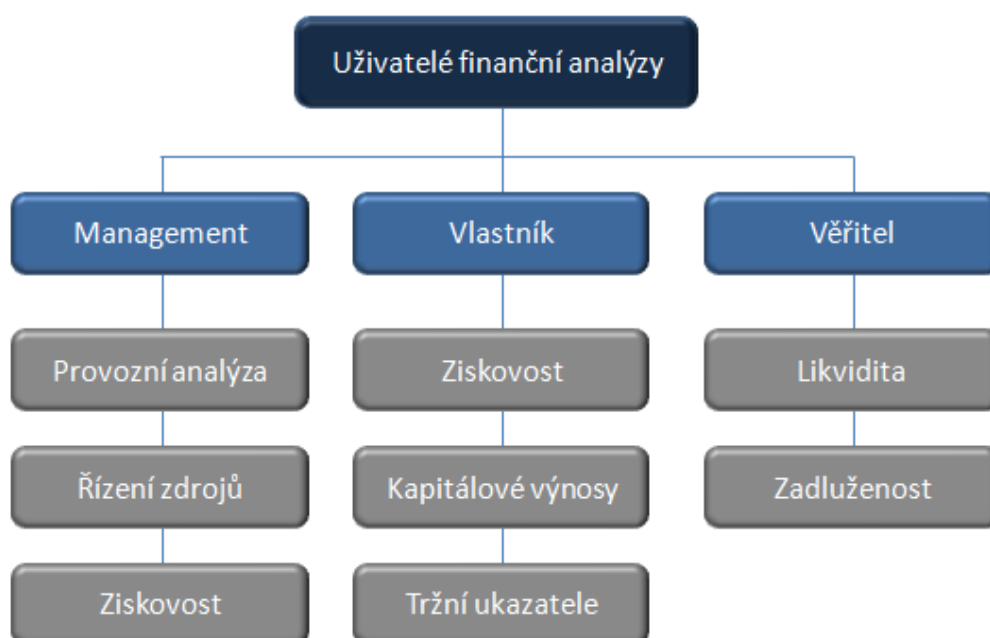 Uživatelé finanční analýzy
Management
Vlastník
Věřitel
Provozní analýza
Ziskovost
Likvidita
Řízení zdrojů
Kapitálové výnosy
Zadluženost
Ziskovost
Tržní ukazatele